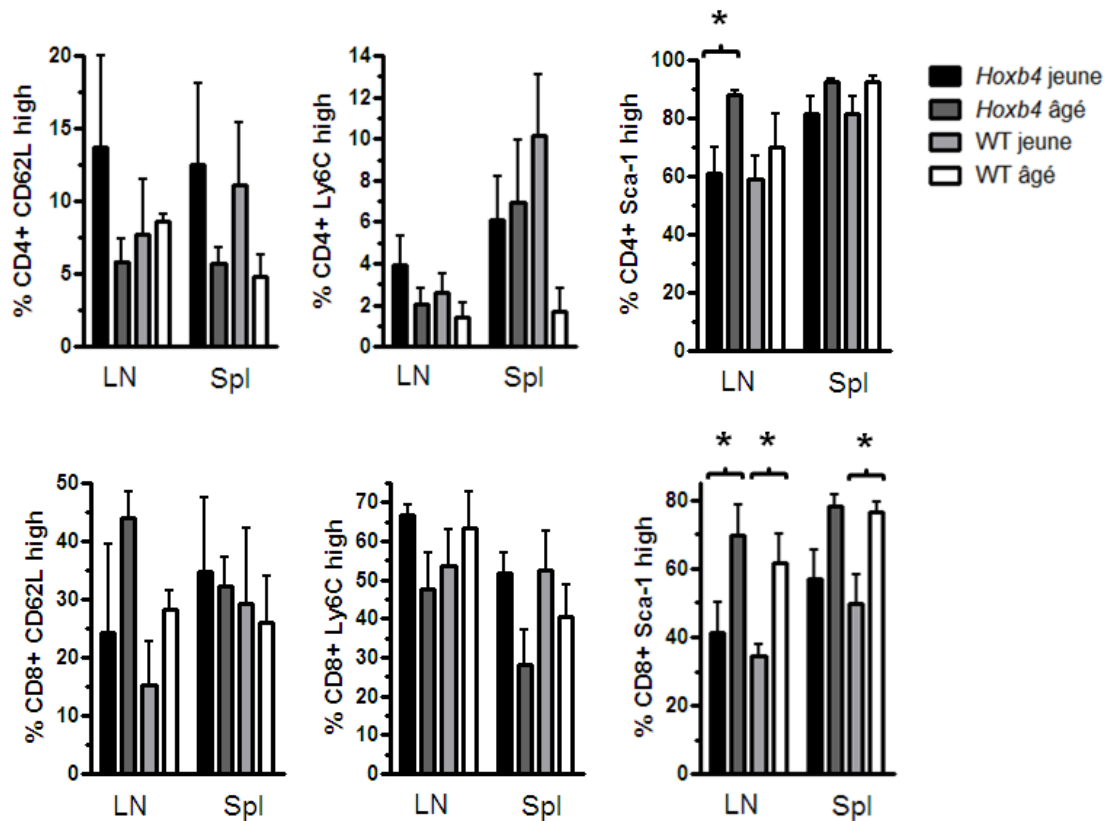 % CD4+ CD62L high
20
15
10
5
0
LN Spl
% CD4+ Ly6C high
14
12
10
8
6
4
2
0
LN Spl
% CD4+ Sca-1 high
100
80
60
40
20
0
*
LN Spl
Hoxb4 jeune
Hoxb4 âgé
WT jeune
WT âgé
% CD8+ CD62L high
50
40
30
20
10
0
LN Spl
% CD8+ Ly6C high
70
60
50
40
30
20
10
0
LN Spl
% CD8+ Sca-1 high
80
60
40
20
0
* * *
LN Spl